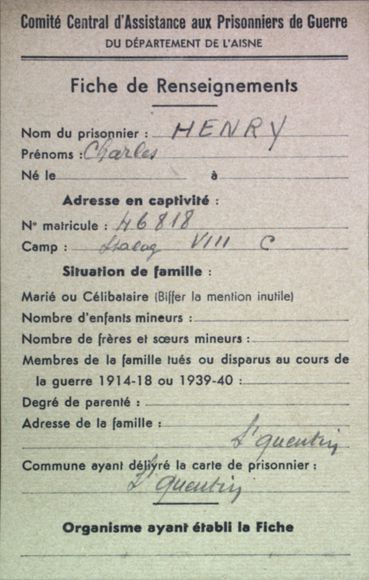 Comité Central d'Assistance aux Prisonniers de Guerre
DU DÉPARTEMENT DE L'AISNE
Fiche de Renseignements
Nom du prisonnier : HENRY
Prénoms : Charles
Né le à
Adresse en captivité :
N° matricule : 46818
Camp : Stalag VIII C
Situation de famille :
Marié ou Célibataire (Biffer la mention inutile)
Nombre d'enfants mineurs :
Nombre de frères et sœurs mineurs :
Membres de la famille tués ou disparus au cours de
la guerre 1914-18 ou 1939-40 :
Degré de parenté :
Adresse de la famille :
St quentin
Commune ayant délivré la carte de prisonnier :
St quentin
Organisme ayant établi la Fiche